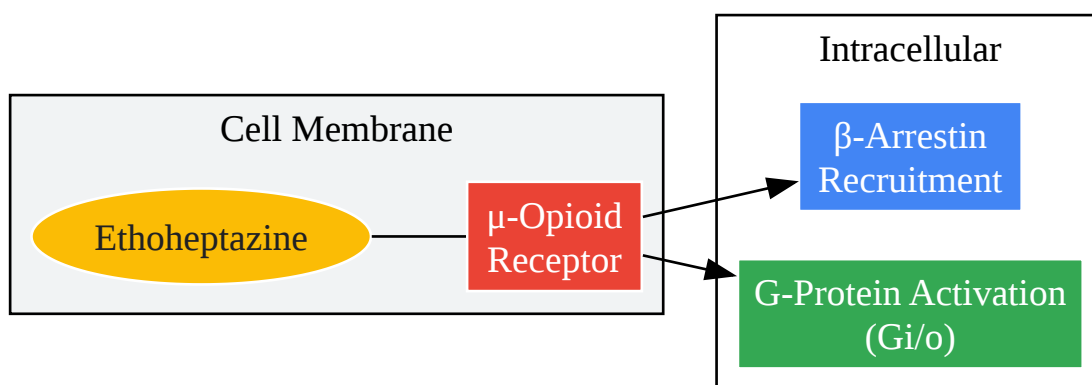 Cell Membrane
Ethoheptazine
μ-Opioid
Receptor
Intracellular
β-Arrestin
Recruitment
G-Protein Activation
(Gi/o)